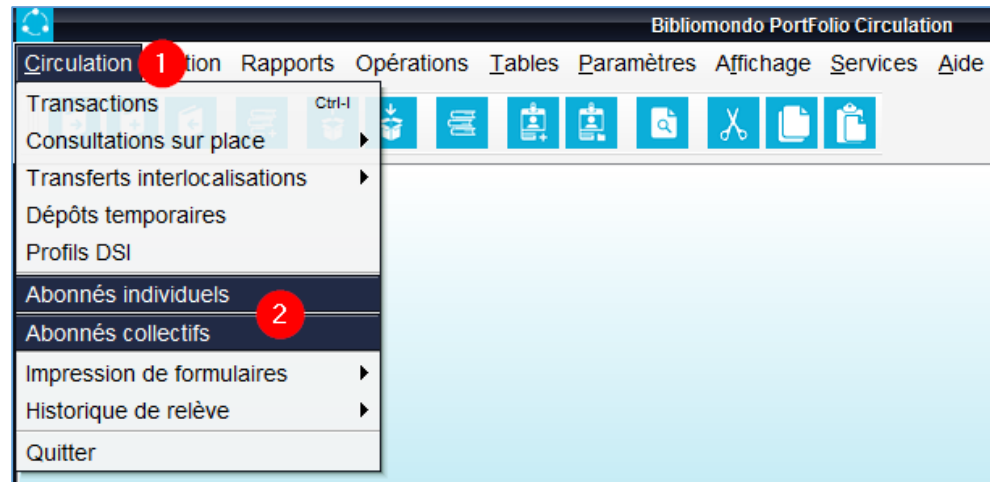 Bibliomondo PortFolio Circulation
Circulation 1 tion Rapports Opérations Tables Paramètres Affichage Services Aide
Transactions Ctrl-I
Consultations sur place
Transferts interlocalisations
Dépôts temporaires
Profils DSI
Abonnés individuels
2
Abonnés collectifs
Impression de formulaires
Historique de relève
Quitter